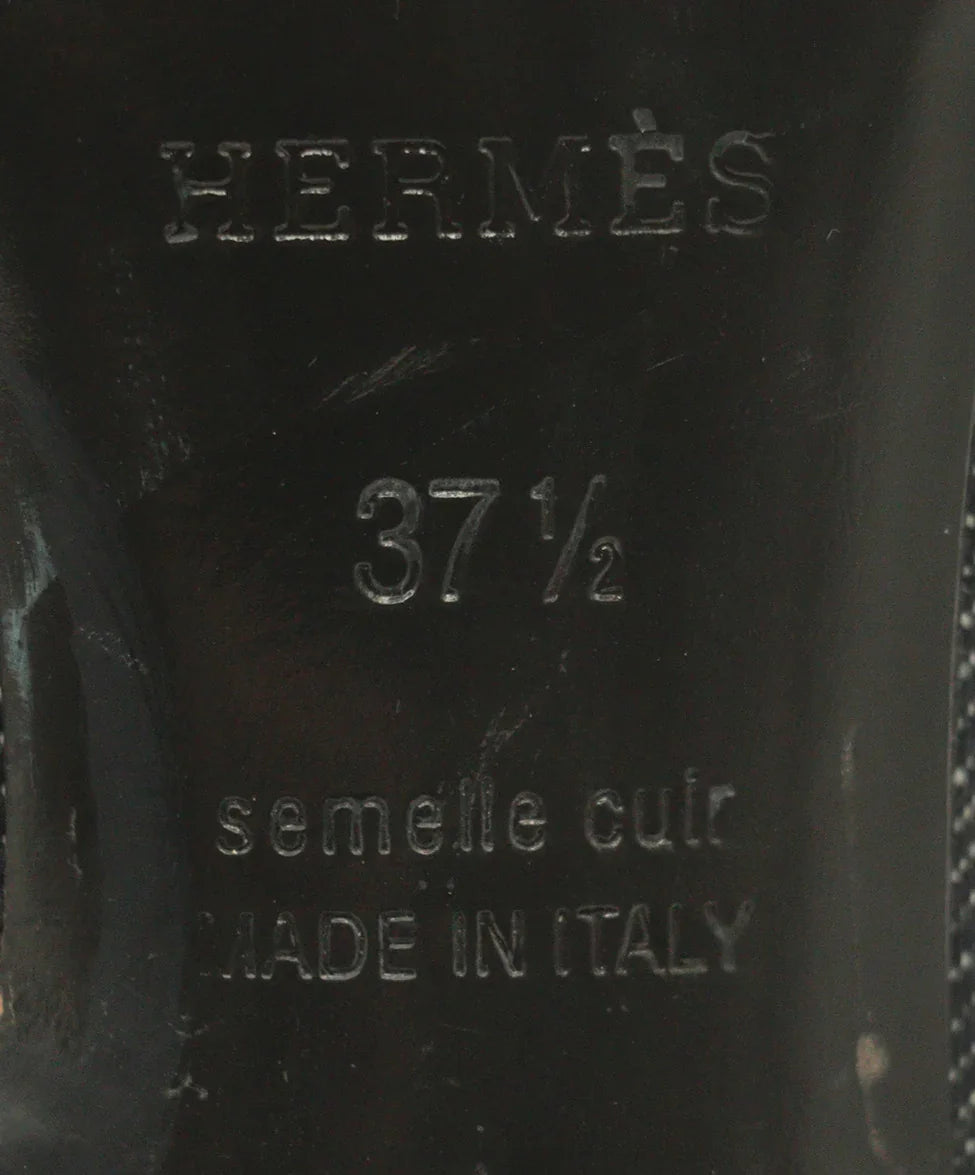 HERMÈS
37 ½
semelle cuir
MADE IN ITALY